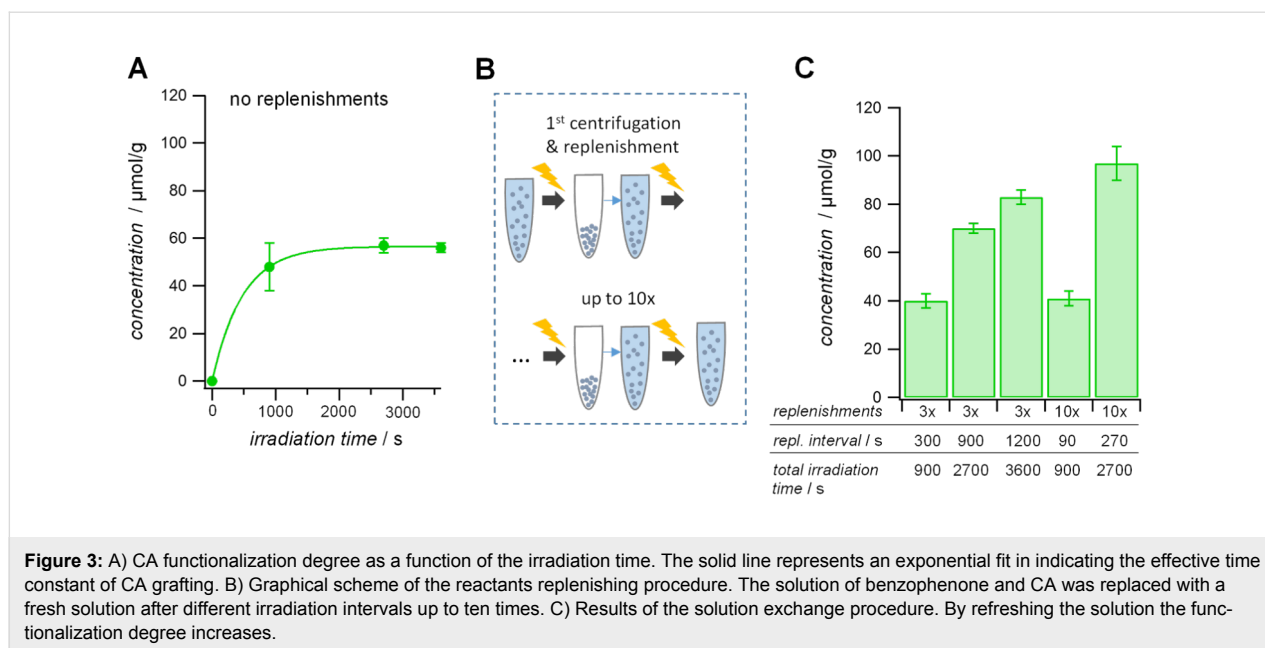 A
no replenishments
concentration / µmol/g
120
100
80
60
40
20
0
0 1000 2000 3000
irradiation time / s
B
1st centrifugation
& replenishment
up to 10x
...
C
concentration / µmol/g
120
100
80
60
40
20
0
replenishments 3x 3x 3x 10x 10x
repl. interval / s 300 900 1200 90 270
total irradiation
time / s 900 2700 3600 900 2700
Figure 3: A) CA functionalization degree as a function of the irradiation time. The solid line represents an exponential fit in indicating the effective time
constant of CA grafting. B) Graphical scheme of the reactants replenishing procedure. The solution of benzophenone and CA was replaced with a
fresh solution after different irradiation intervals up to ten times. C) Results of the solution exchange procedure. By refreshing the solution the func-
tionalization degree increases.